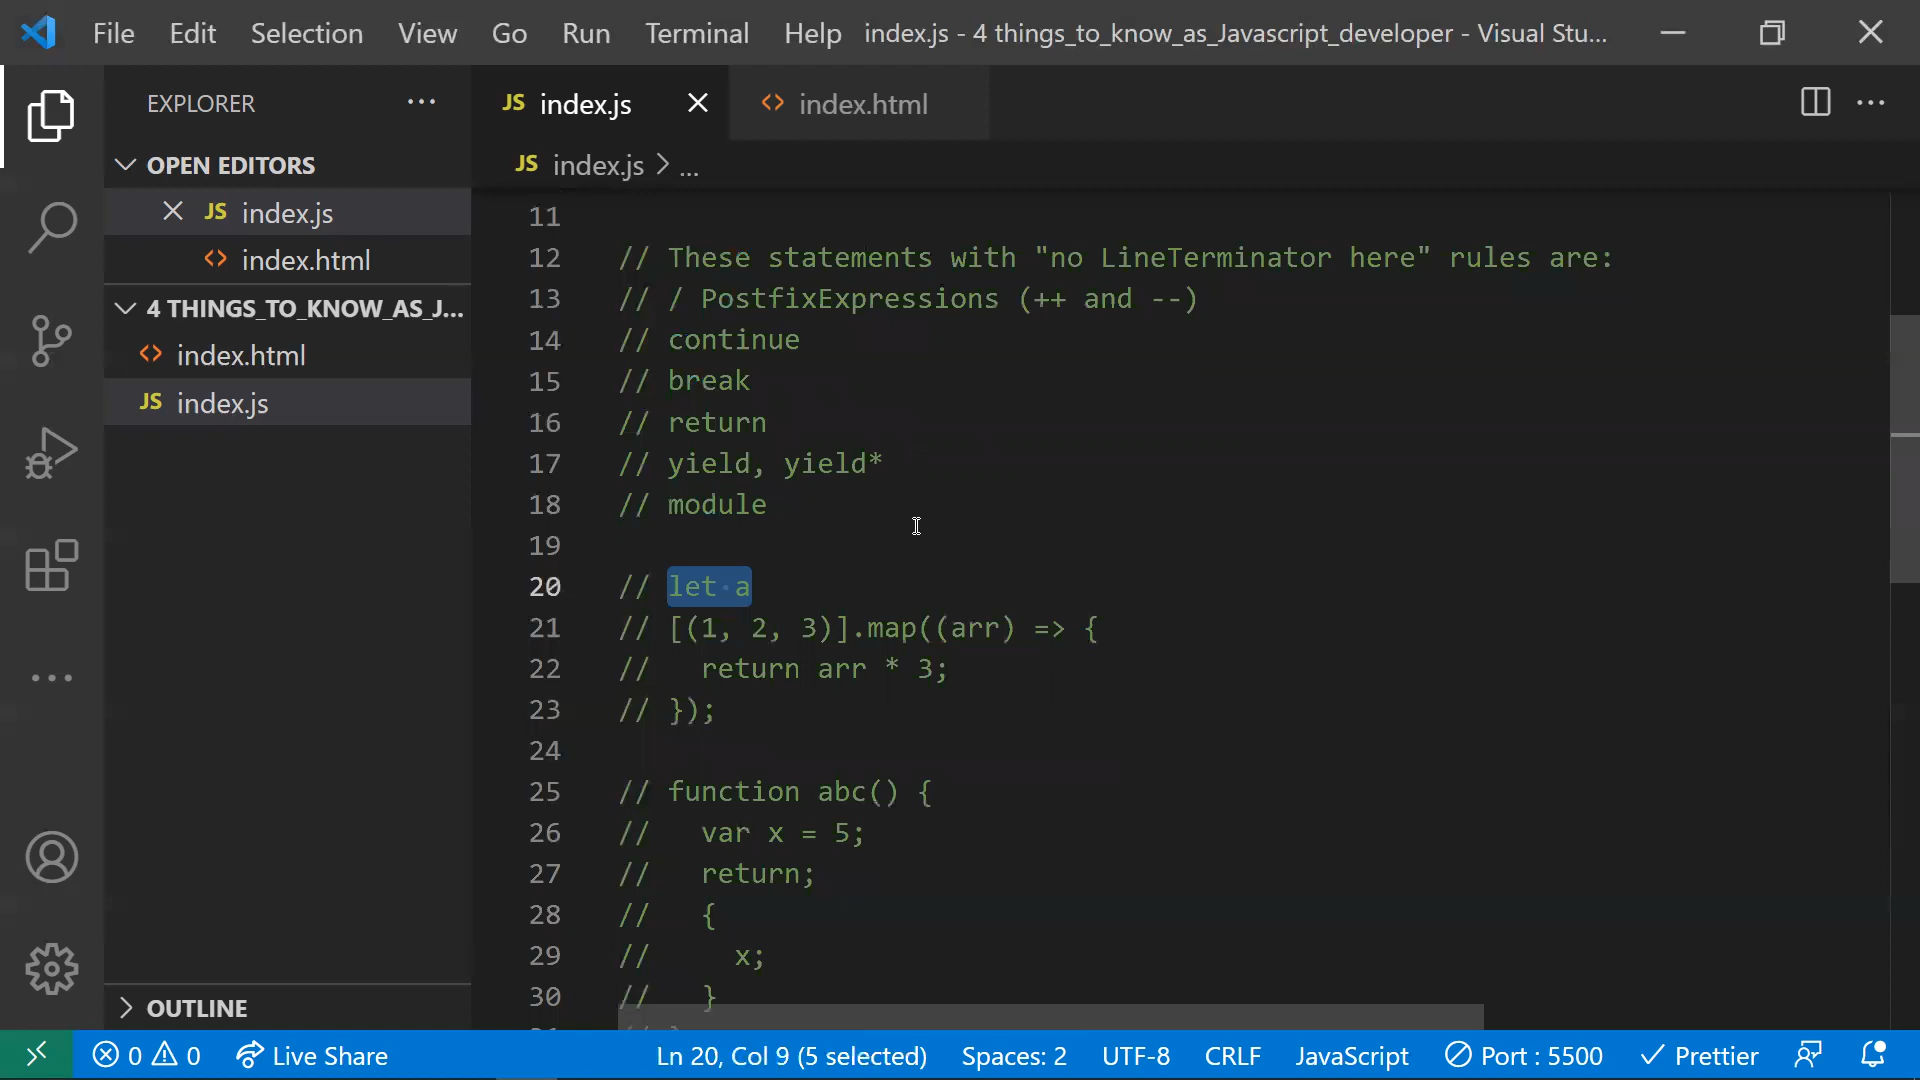 File Edit Selection View Go Run Terminal Help index.js - 4 things_to_know_as_Javascript_developer - Visual Stu...
EXPLORER ...
OPEN EDITORS
JS index.js
<> index.html
4 THINGS_TO_KNOW_AS_J...
<> index.html
JS index.js
OUTLINE
JS index.js <> index.html ...
JS index.js > ...
11
12 // These statements with "no LineTerminator here" rules are:
13 // / PostfixExpressions (++ and --)
14 // continue
15 // break
16 // return
17 // yield, yield*
18 // module
19
20 // let a
21 // [(1, 2, 3)].map((arr) => {
22 //   return arr * 3;
23 // });
24
25 // function abc() {
26 //   var x = 5;
27 //   return;
28 //   {
29 //     x;
30 //   }
0 0 Live Share Ln 20, Col 9 (5 selected) Spaces: 2 UTF-8 CRLF JavaScript Port : 5500 Prettier